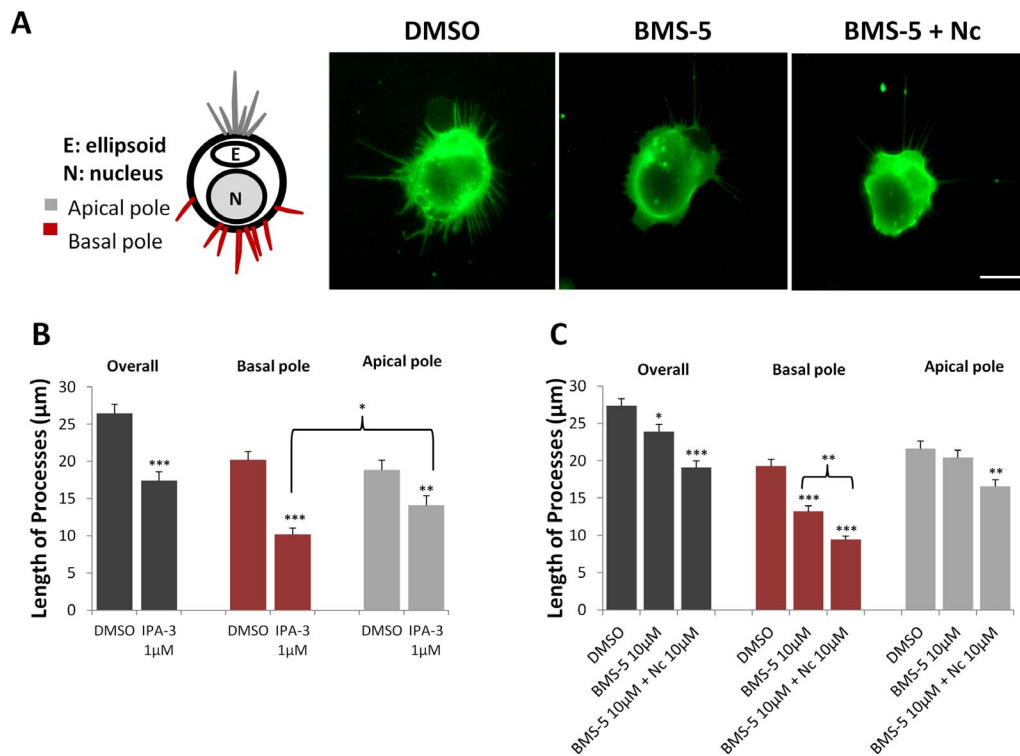 A
DMSO
BMS-5
BMS-5 + Nc
E: ellipsoid
N: nucleus
Apical pole
Basal pole
E
N
B
Overall
Basal pole
Apical pole
Length of Processes (µm)
30
25
20
15
10
5
0
***
***
*
**
DMSO
IPA-3
1µM
DMSO
IPA-3
1µM
DMSO
IPA-3
1µM
C
Overall
Basal pole
Apical pole
Length of Processes (µm)
30
25
20
15
10
5
0
*
***
***
**
***
**
DMSO
BMS-5 10µM
BMS-5 10µM + Nc 10µM
DMSO
BMS-5 10µM
BMS-5 10µM + Nc 10µM
DMSO
BMS-5 10µM
BMS-5 10µM + Nc 10µM